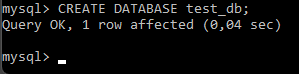 mysql> CREATE DATABASE test_db;
Query OK, 1 row affected (0,04 sec)
mysql>